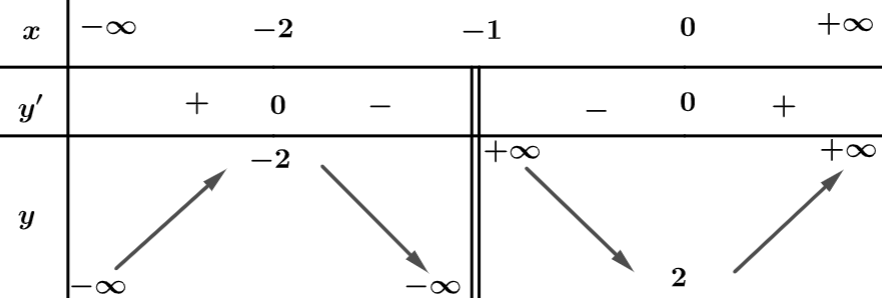 x −∞ −2 −1 0 +∞
y′ + 0 − − 0 +
−2 +∞ +∞
y
−∞ −∞ 2